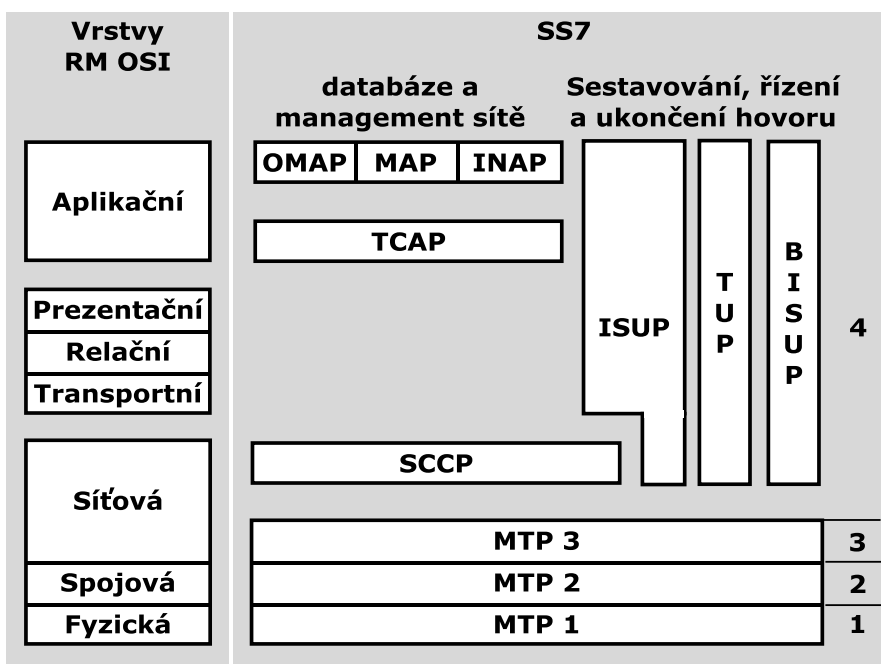 Vrstvy
RM OSI
SS7
databáze a
management sítě
Sestavování, řízení
a ukončení hovoru
Aplikační
Prezentační
Relační
Transportní
Síťová
Spojová
Fyzická
OMAP MAP INAP
TCAP
ISUP
T
U
P
B
I
S
U
P
4
SCCP
MTP 3
3
MTP 2
2
MTP 1
1